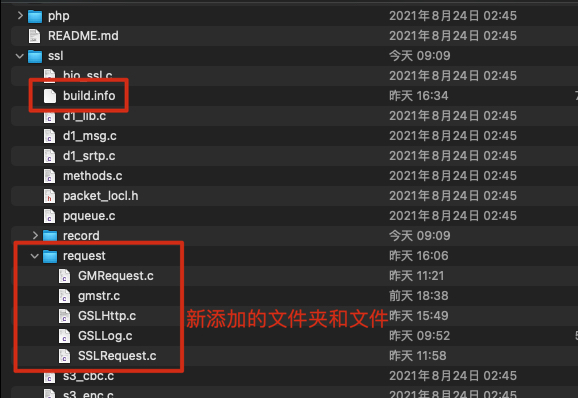 php 2021年8月24日 02:45
README.md 2021年8月24日 02:45
ssl 今天 09:09
bio_ssl.c 2021年8月24日 02:45
build.info 昨天 16:34
d1_lib.c 2021年8月24日 02:45
d1_msg.c 2021年8月24日 02:45
d1_srtp.c 2021年8月24日 02:45
methods.c 2021年8月24日 02:45
packet_locl.h 2021年8月24日 02:45
pqueue.c 2021年8月24日 02:45
record 今天 09:09
request 昨天 16:06
GMRequest.c 昨天 11:21
gmstr.c 前天 18:38
GSLHttp.c 新添加的文件夹和文件 昨天 15:49
GSLLog.c 昨天 09:52
SSLRequest.c 昨天 11:58
s3_cbc.c 2021年8月24日 02:45
s3_enc.c 2021年8月24日 02:45